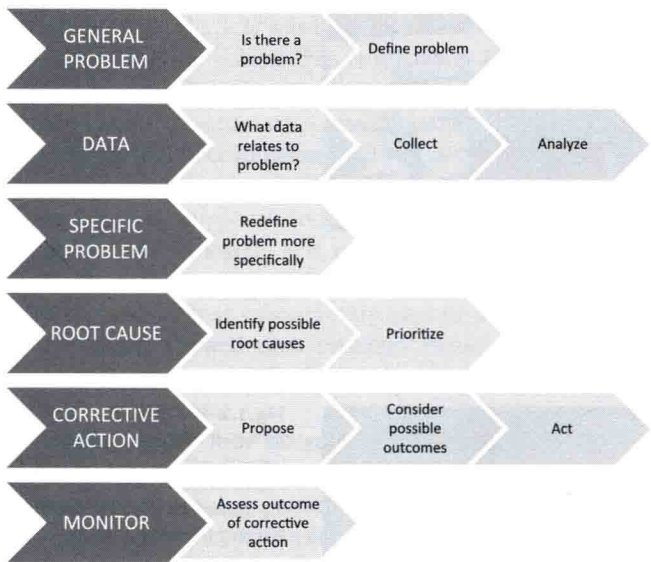 GENERAL
PROBLEM
Is there a
problem?
Define problem
DATA
What data
relates to
problem?
Collect
Analyze
SPECIFIC
PROBLEM
Redefine
problem more
specifically
ROOT CAUSE
Identify possible
root causes
Prioritize
CORRECTIVE
ACTION
Propose
Consider
possible
outcomes
Act
MONITOR
Assess outcome
of corrective
action